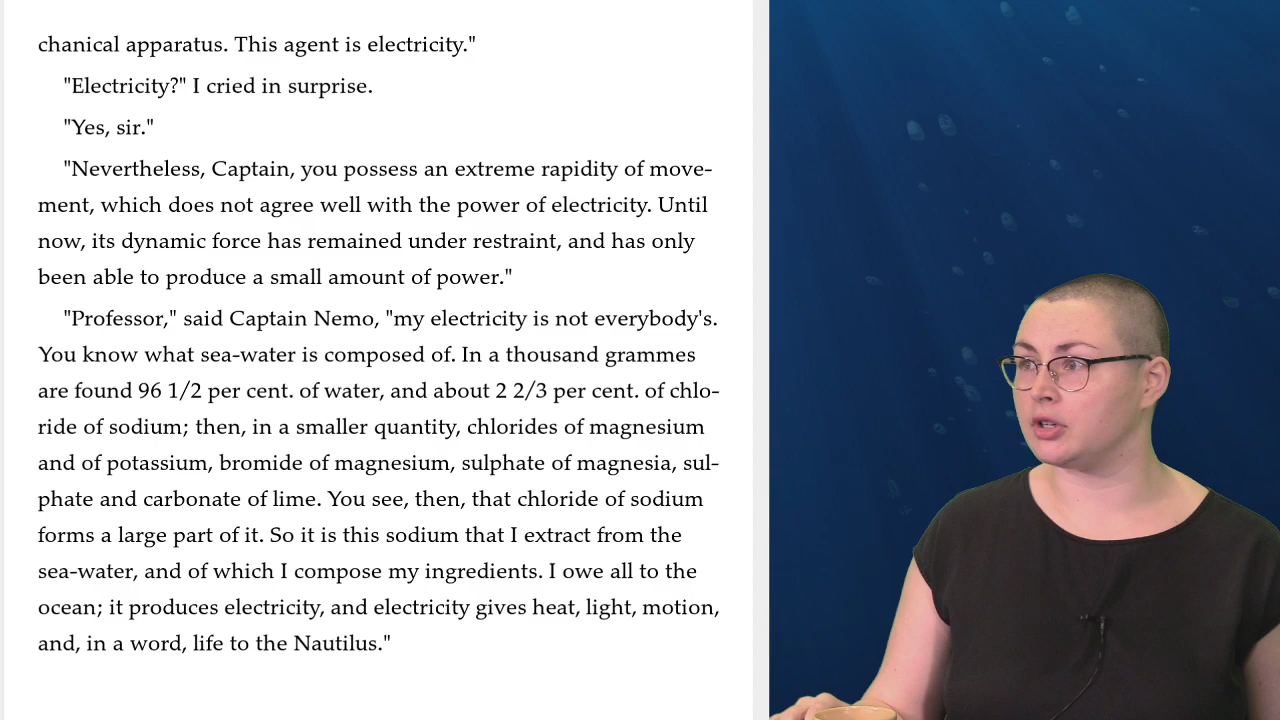 chanical apparatus. This agent is electricity."
"Electricity?" I cried in surprise.
"Yes, sir."
"Nevertheless, Captain, you possess an extreme rapidity of move-
ment, which does not agree well with the power of electricity. Until
now, its dynamic force has remained under restraint, and has only
been able to produce a small amount of power."
"Professor," said Captain Nemo, "my electricity is not everybody's.
You know what sea-water is composed of. In a thousand grammes
are found 96 1/2 per cent. of water, and about 2 2/3 per cent. of chlo-
ride of sodium; then, in a smaller quantity, chlorides of magnesium
and of potassium, bromide of magnesium, sulphate of magnesia, sul-
phate and carbonate of lime. You see, then, that chloride of sodium
forms a large part of it. So it is this sodium that I extract from the
sea-water, and of which I compose my ingredients. I owe all to the
ocean; it produces electricity, and electricity gives heat, light, motion,
and, in a word, life to the Nautilus."